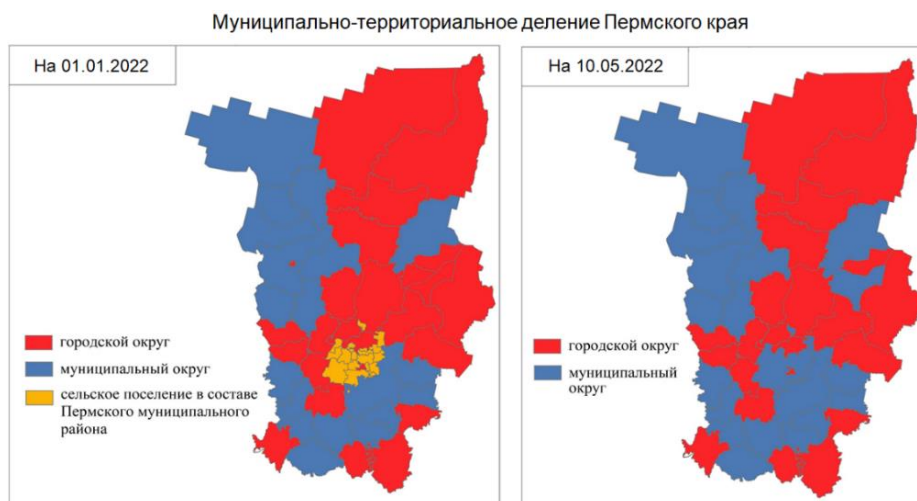 Муниципально-территориальное деление Пермского края
На 01.01.2022
городской округ
муниципальный округ
сельское поселение в составе
Пермского муниципального
района
На 10.05.2022
городской округ
муниципальный
округ